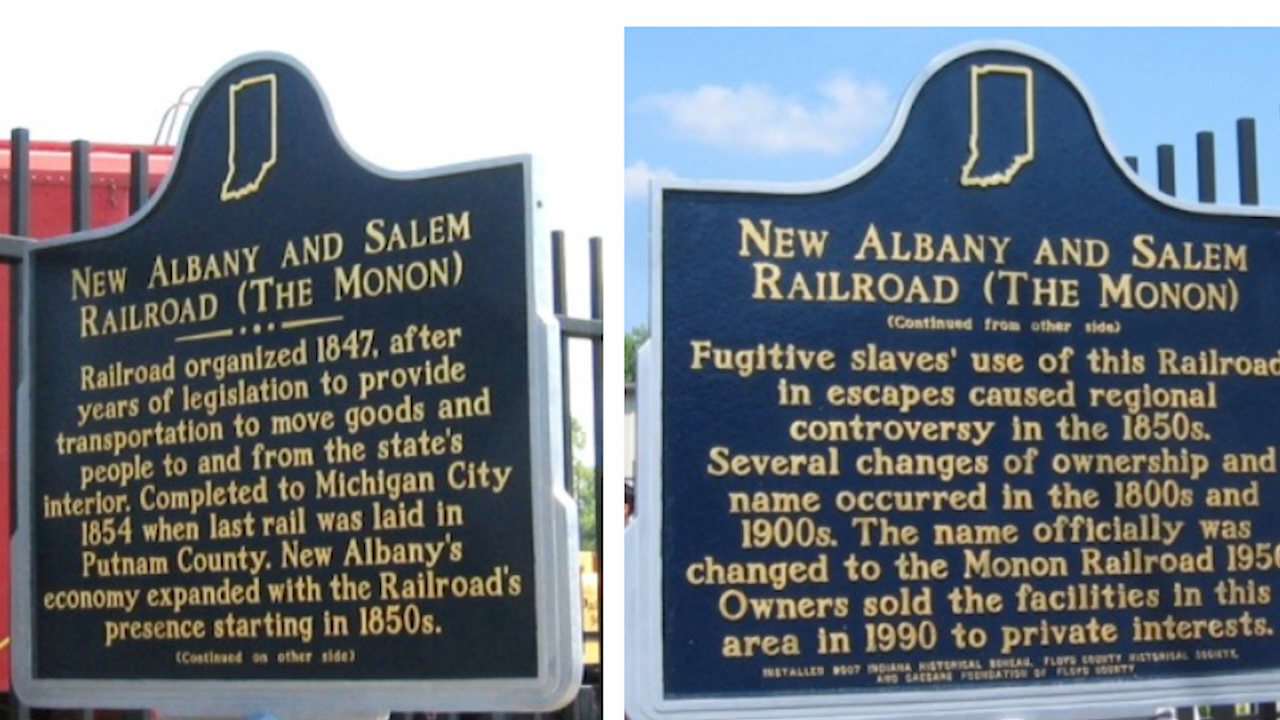 NEW ALBANY AND SALEM
RAILROAD (THE MONON)
Railroad organized 1847, after
years of legislation to provide
transportation to move goods and
people to and from the state's
interior. Completed to Michigan City
1854 when last rail was laid in
Putnam County. New Albany's
economy expanded with the Railroad's
presence starting in 1850s.
(Continued on other side)
NEW ALBANY AND SALEM
RAILROAD (THE MONON)
(Continued from other side)
Fugitive slaves' use of this Railroad
in escapes caused regional
controversy in the 1850s.
Several changes of ownership and
name occurred in the 1800s and
1900s. The name officially was
changed to the Monon Railroad 1956
Owners sold the facilities in this
area in 1990 to private interests.
INSTALLED 2007 INDIANA HISTORICAL BUREAU, FLOYD COUNTY HISTORICAL SOCIETY,
AND CAESARS FOUNDATION OF FLOYD COUNTY